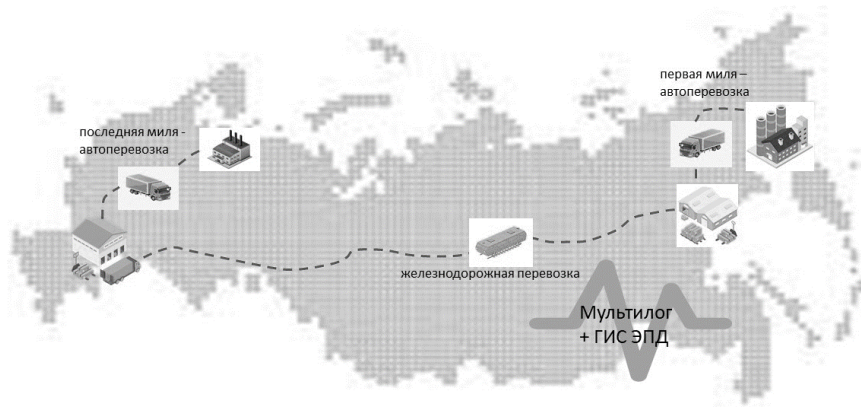 первая миля –
автоперевозка
последняя миля -
автоперевозка
железнодорожная перевозка
Мультилог
+ ГИС ЭПД